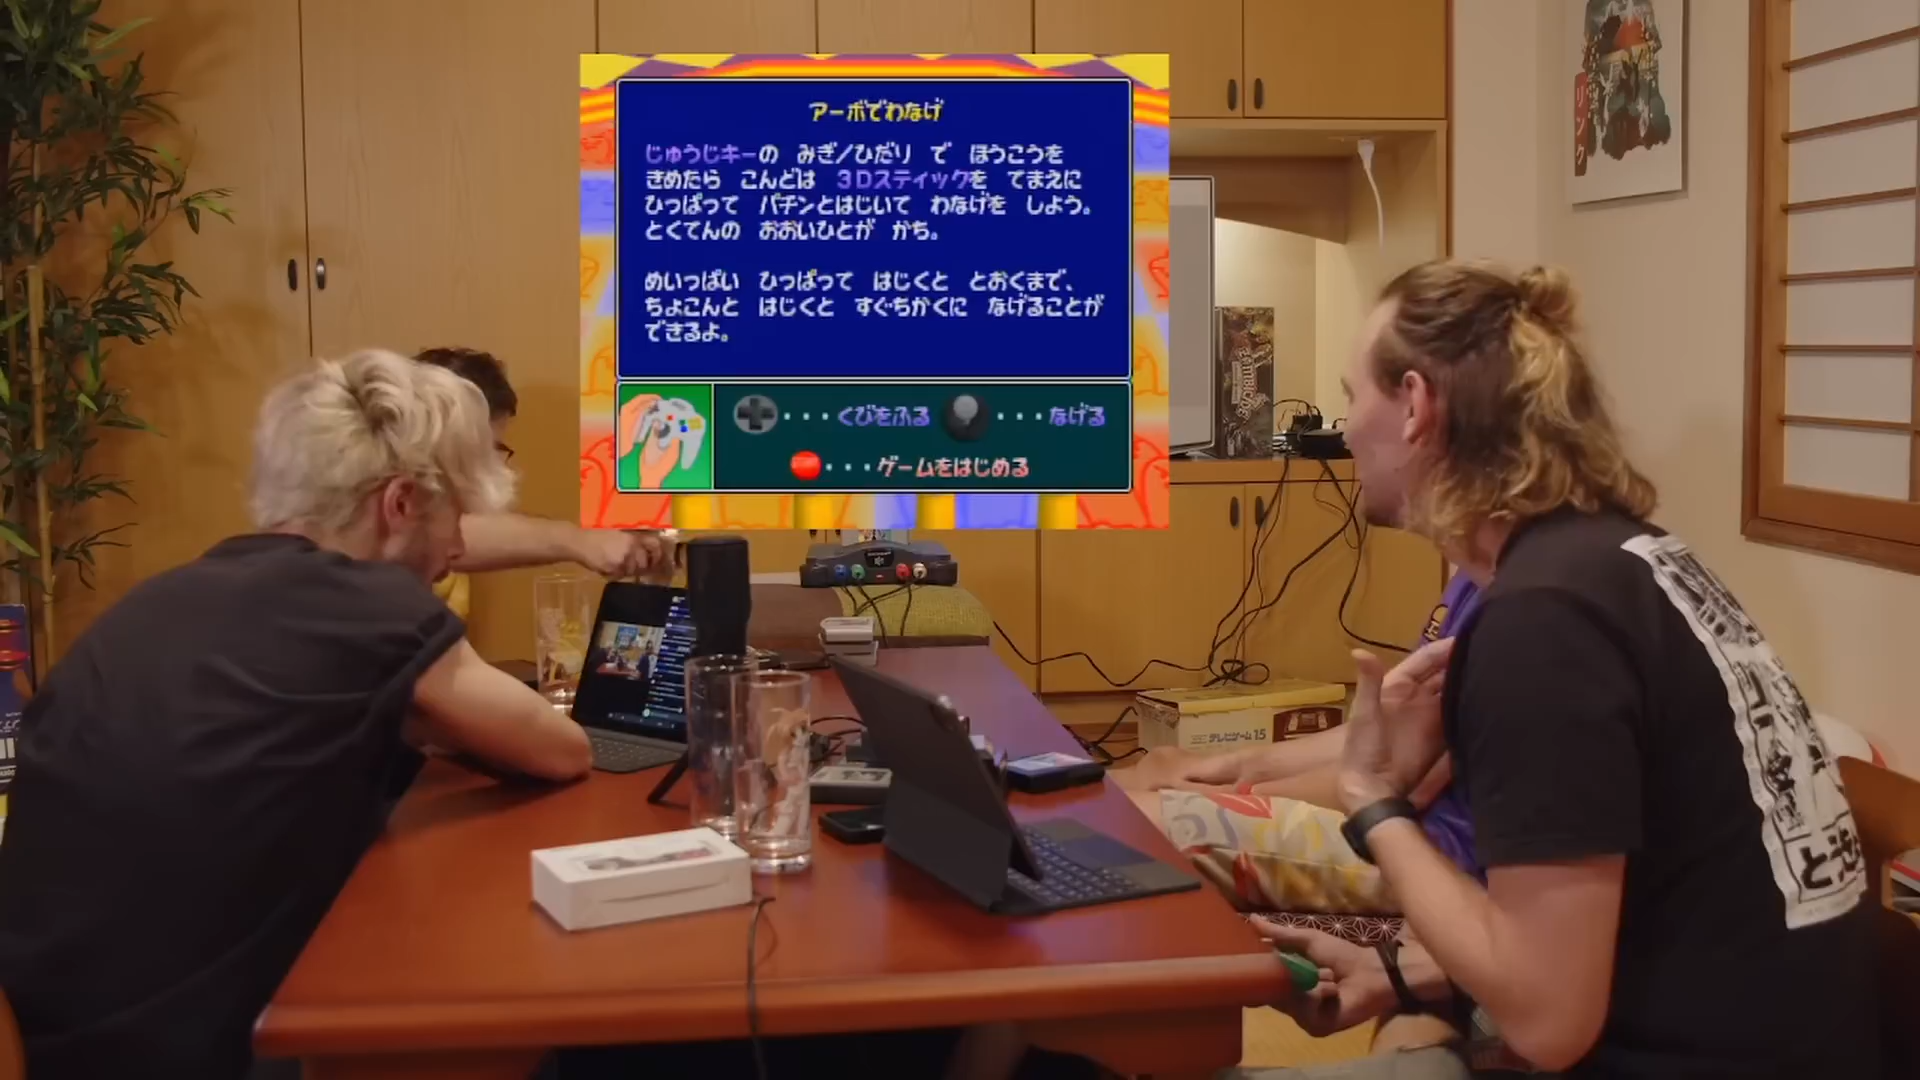 アーボでわなげ
じゅうじキーの みぎ/ひだり で ほうこうを
きめたら こんどは 3Dスティックを てまえに
ひっぱって パチンとはじいて わなげを しよう。
とくてんの おおいひとが かち。
めいっぱい ひっぱって はじくと とおくまで、
ちょこんと はじくと すぐちかくに なげることが
できるよ。
・・・くびをふる ・・・なげる
・・・ゲームをはじめる
リンク
ZOMBICIDE
テレビゲーム15